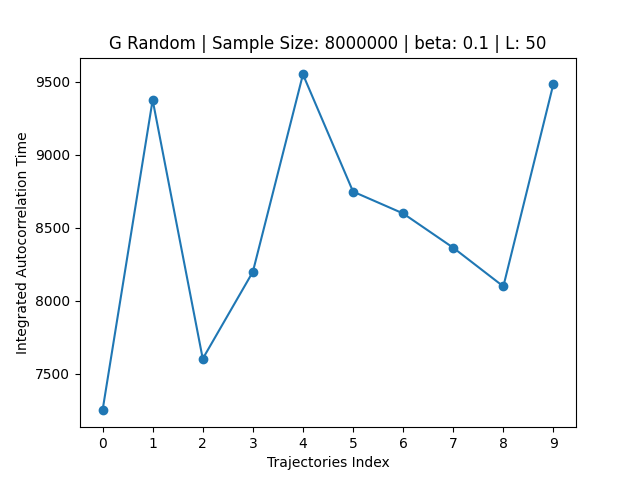 G Random | Sample Size: 8000000 | beta: 0.1 | L: 50
Integrated Autocorrelation Time
9500
9000
8500
8000
7500
0 1 2 3 4 5 6 7 8 9
Trajectories Index